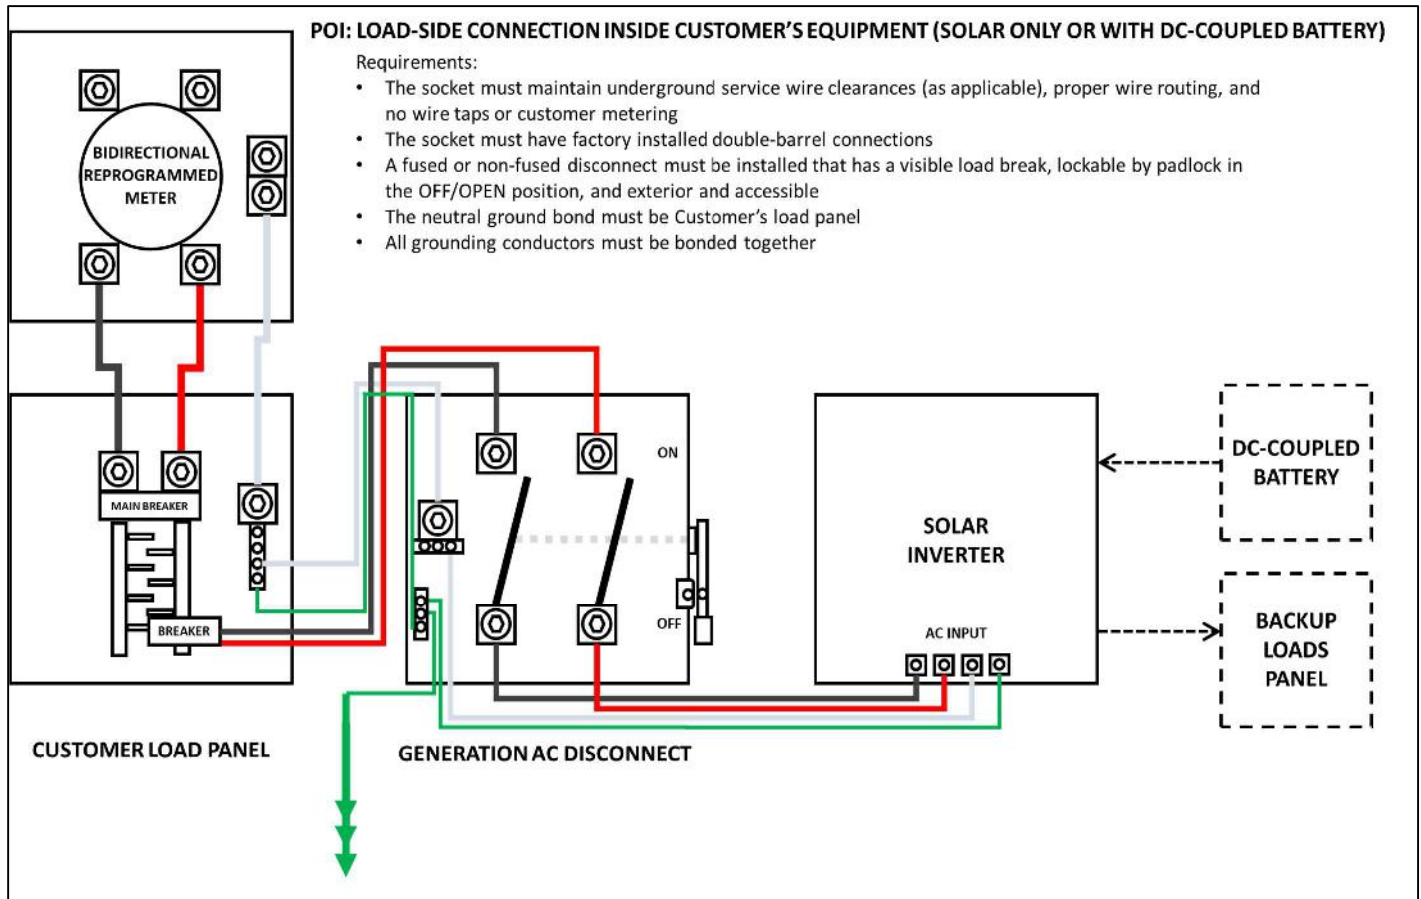 POI: LOAD-SIDE CONNECTION INSIDE CUSTOMER'S EQUIPMENT (SOLAR ONLY OR WITH DC-COUPLED BATTERY)
Requirements:
• The socket must maintain underground service wire clearances (as applicable), proper wire routing, and
no wire taps or customer metering
• The socket must have factory installed double-barrel connections
• A fused or non-fused disconnect must be installed that has a visible load break, lockable by padlock in
the OFF/OPEN position, and exterior and accessible
• The neutral ground bond must be Customer's load panel
• All grounding conductors must be bonded together
BIDIRECTIONAL
REPROGRAMMED
METER
MAIN BREAKER
BREAKER
CUSTOMER LOAD PANEL
ON
OFF
GENERATION AC DISCONNECT
SOLAR
INVERTER
AC INPUT
DC-COUPLED
BATTERY
BACKUP
LOADS
PANEL